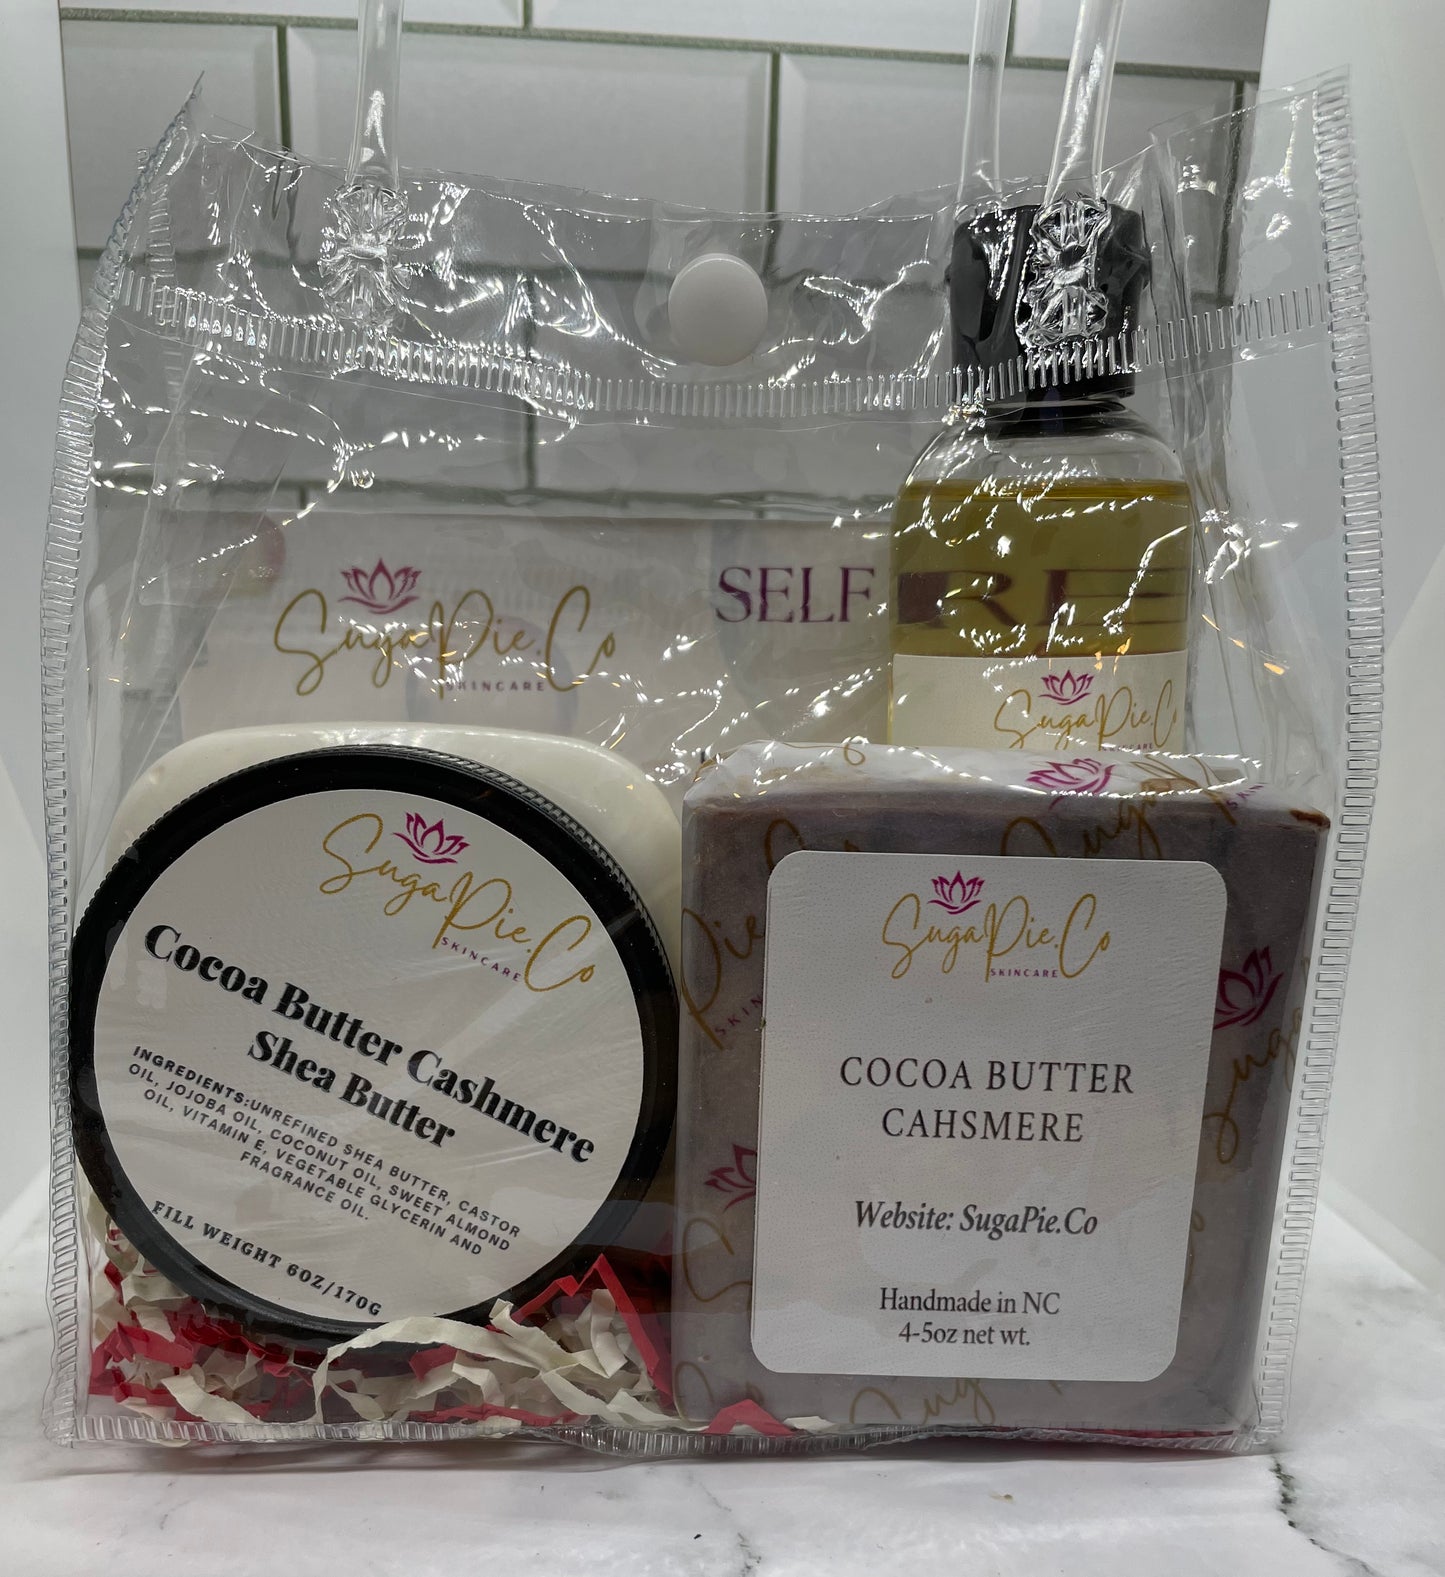 SugaPie.Co
SKINCARE
SELF
SugaPie.Co
SKINCARE
SugaPie.Co
SKINCARE
Cocoa Butter Cashmere
Shea Butter
INGREDIENTS:UNREFINED SHEA BUTTER, CASTOR
OIL, JOJOBA OIL, COCONUT OIL, SWEET ALMOND
OIL, VITAMIN E, VEGETABLE GLYCERIN AND
FRAGRANCE OIL.
FILL WEIGHT 6OZ/170G
SugaPie.Co
SKINCARE
COCOA BUTTER
CAHSMERE
Website: SugaPie.Co
Handmade in NC
4-5oz net wt.